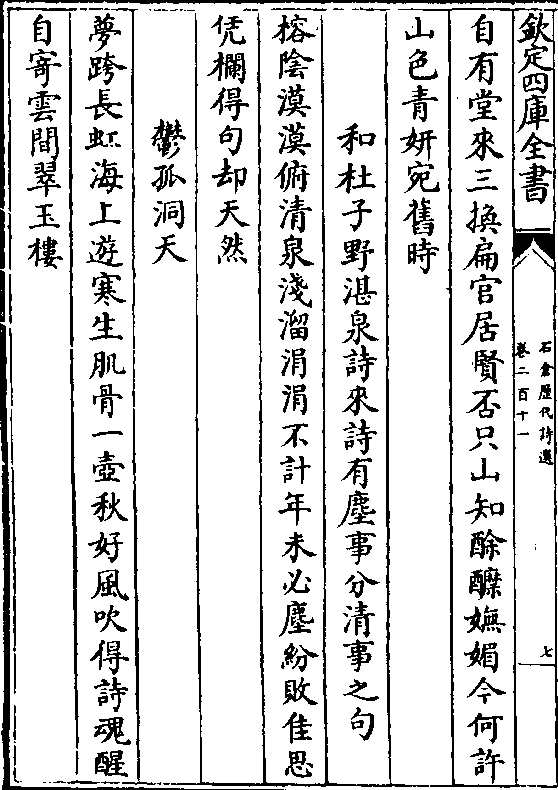 欽定四庫全書
石倉歷代詩選
卷二百十一
七
自有堂來三換扁官居賢否只山知酴醾嫵媚今何許
山色青妍宛舊時
和杜子野湛泉詩來詩有塵事分清事之句
榕陰漠漠俯清泉淺溜涓涓不計年未必塵紛敗佳思
凭欄得句却天然
鬱孤洞天
夢跨長虹海上遊寒生肌骨一壺秋好風吹得詩魂醒
自寄雲間翠玉樓